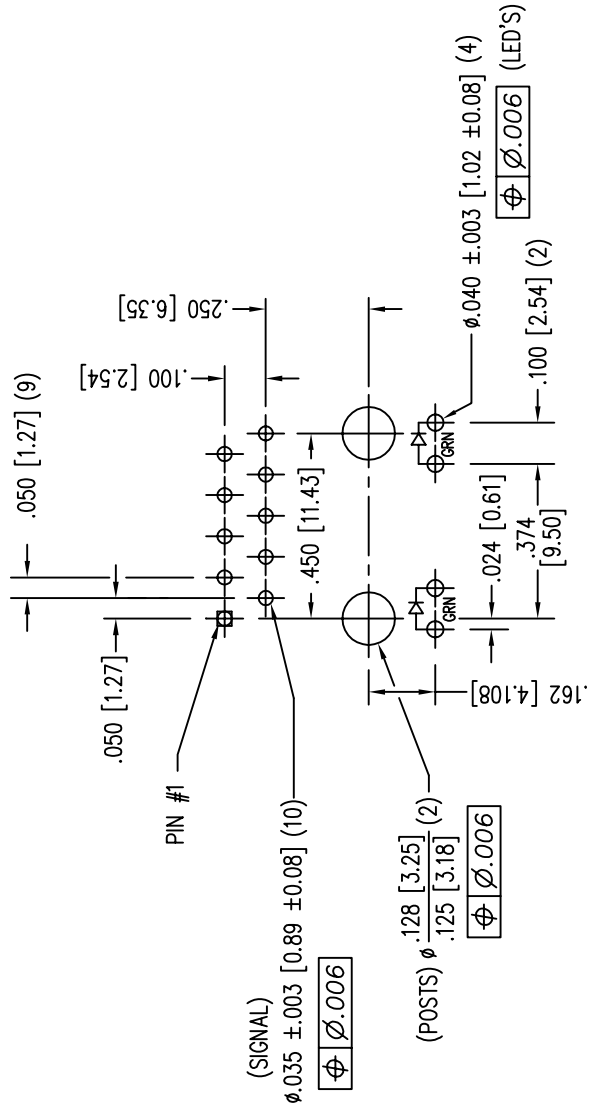 .050 [1.27] (9)
.050 [1.27]
.100 [2.54]
.250 [6.35]
PIN #1
(SIGNAL)
ø.035 ±.003 [0.89 ±0.08] (10)
⌖ Ø.006
.450 [11.43]
(POSTS) ø .128 [3.25] (2)
.125 [3.18]
⌖ Ø.006
.162 [4.108]
GRN
GRN
.024 [0.61]
.374
[9.50]
.100 [2.54] (2)
ø.040 ±.003 [1.02 ±0.08] (4)
⌖ Ø.006 (LED'S)